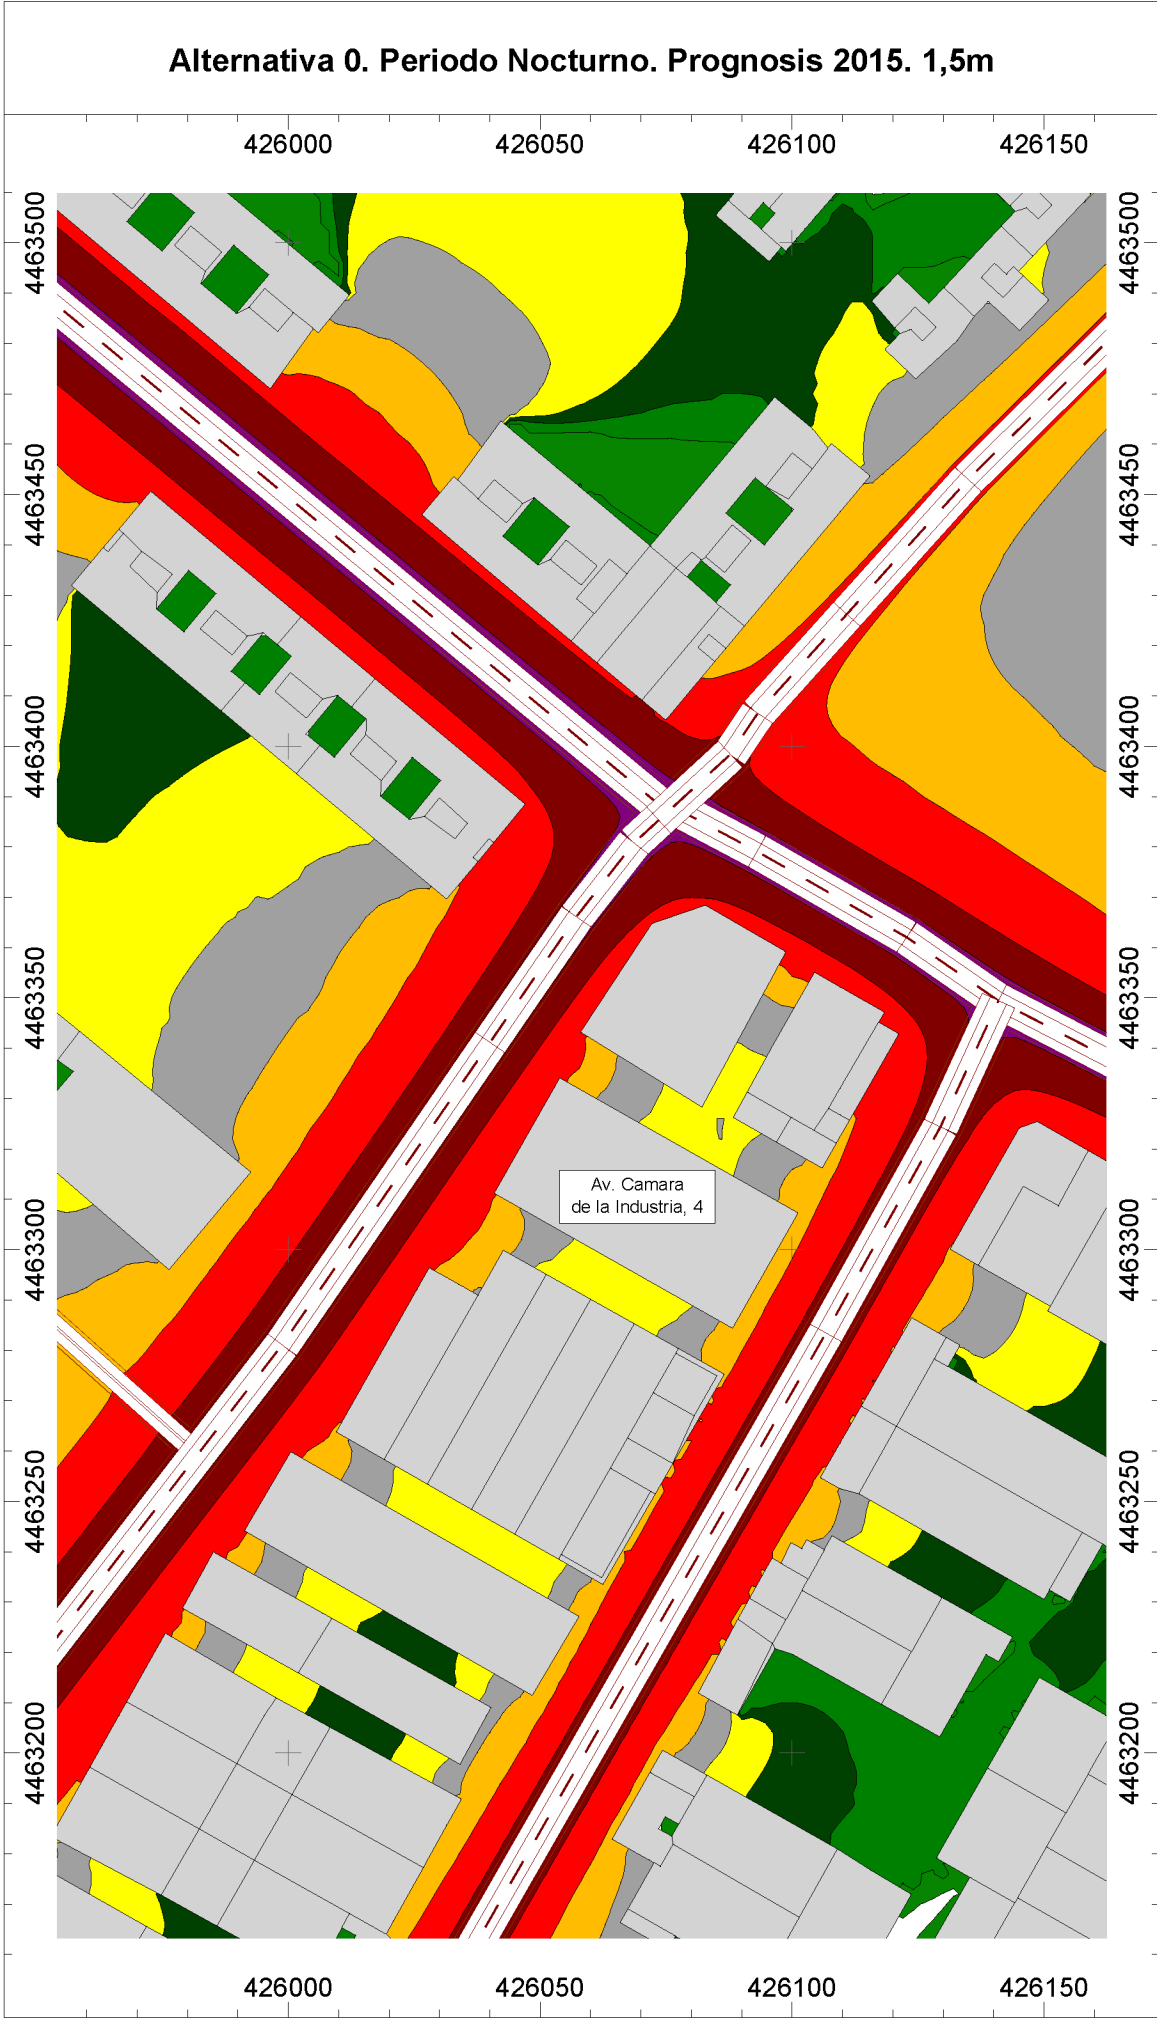 Alternativa 0. Periodo Nocturno. Prognosis 2015. 1,5m
426000 426050 426100 426150
4463500 4463500
4463450 4463450
4463400 4463400
4463350 4463350
4463300 4463300
4463250 4463250
4463200 4463200
Av. Camara
de la Industria, 4
426000 426050 426100 426150